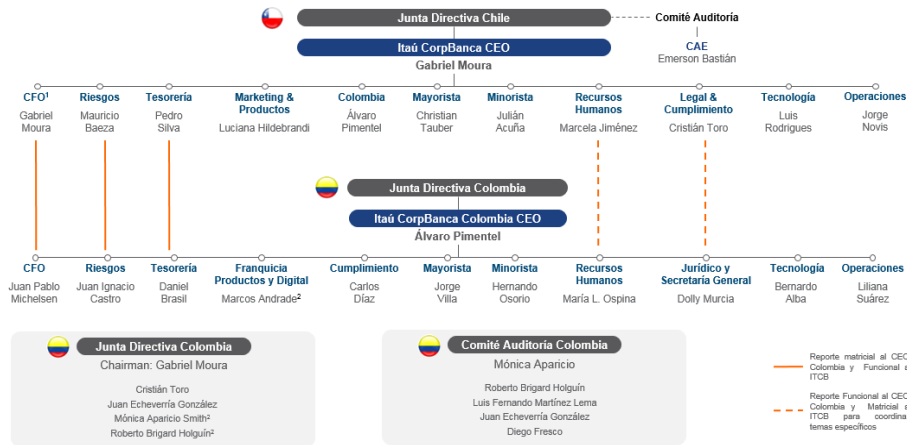 Junta Directiva Chile
Comité Auditoría
Itaú CorpBanca CEO
CAE
Gabriel Moura
Emerson Bastián
CFO¹
Gabriel
Moura
Riesgos
Mauricio
Baeza
Tesorería
Pedro
Silva
Marketing &
Productos
Luciana Hildebrandi
Colombia
Álvaro
Pimentel
Mayorista
Christian
Tauber
Minorista
Julián
Acuña
Recursos
Humanos
Marcela Jiménez
Legal &
Cumplimiento
Cristián Toro
Tecnología
Luis
Rodrigues
Operaciones
Jorge
Novis
Junta Directiva Colombia
Itaú CorpBanca Colombia CEO
Álvaro Pimentel
CFO
Juan Pablo
Michelsen
Riesgos
Juan Ignacio
Castro
Tesorería
Daniel
Brasil
Franquicia
Productos y Digital
Marcos Andrade²
Cumplimiento
Carlos
Díaz
Mayorista
Jorge
Villa
Minorista
Hernando
Osorio
Recursos
Humanos
María L. Ospina
Jurídico y
Secretaría General
Dolly Murcia
Tecnología
Bernardo
Alba
Operaciones
Liliana
Suárez
Junta Directiva Colombia
Chairman: Gabriel Moura
Cristián Toro
Juan Echeverría González
Mónica Aparicio Smith²
Roberto Brigard Holguín²
Comité Auditoría Colombia
Mónica Aparicio
Roberto Brigard Holguín
Luis Fernando Martínez Lema
Juan Echeverría González
Diego Fresco
Reporte matricial al CEO
Colombia y Funcional a
ITCB
Reporte Funcional al CEO
Colombia y Matricial a
ITCB para coordina
temas específicos